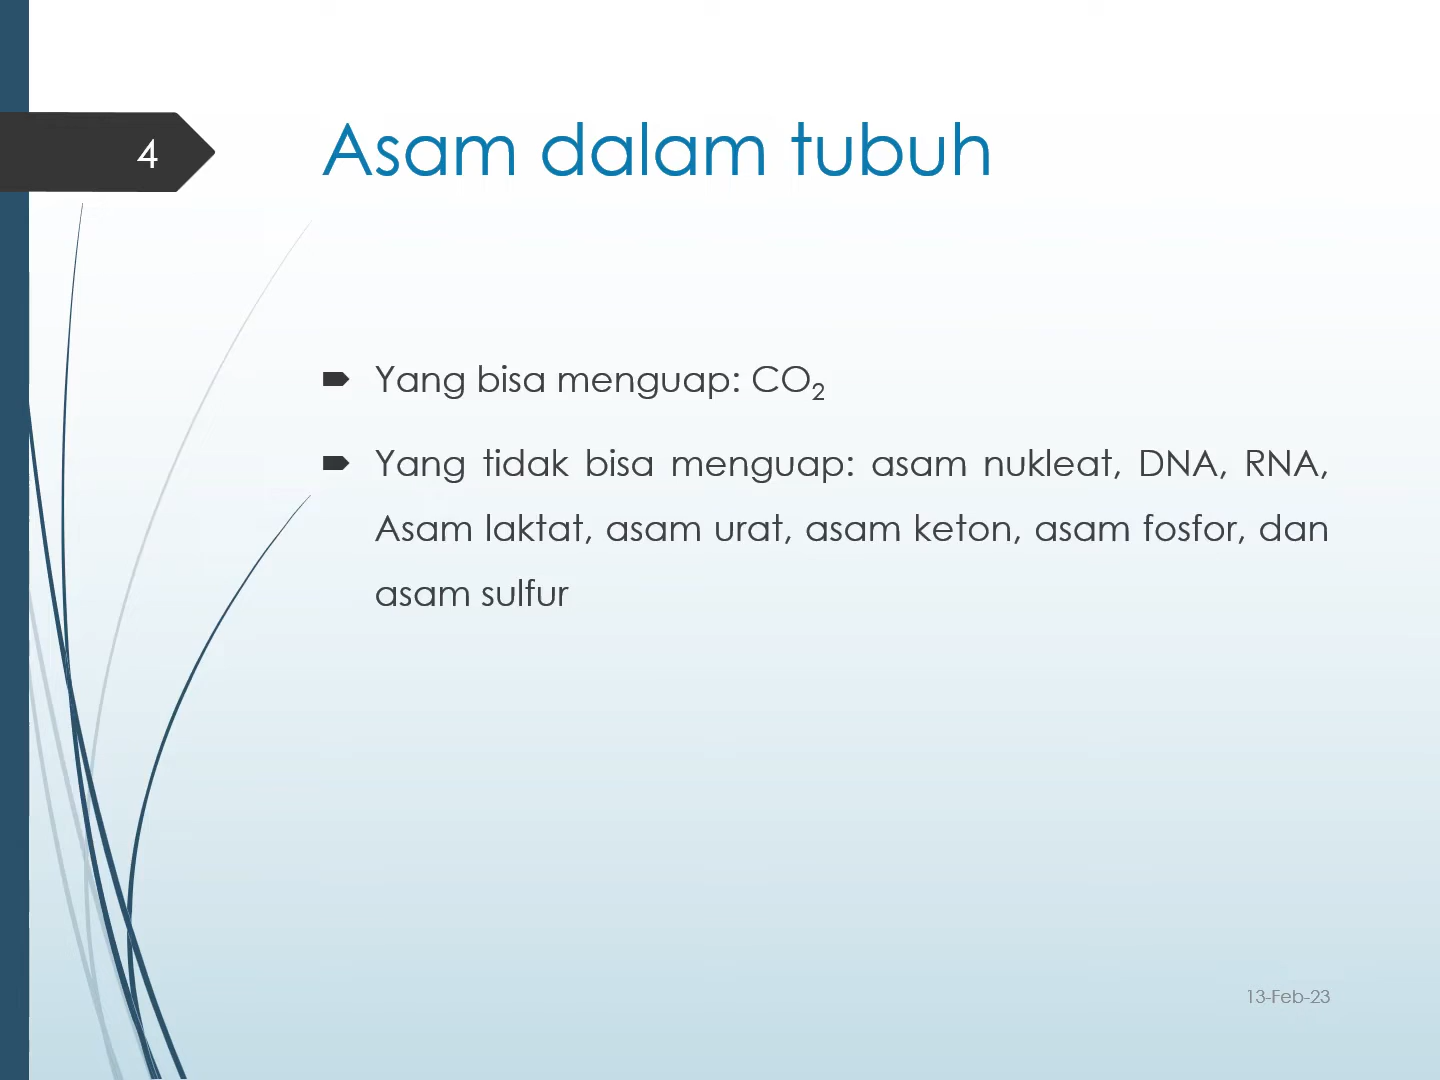 4
Asam dalam tubuh
Yang bisa menguap: CO₂
Yang tidak bisa menguap: asam nukleat, DNA, RNA,
Asam laktat, asam urat, asam keton, asam fosfor, dan
asam sulfur
13-Feb-23